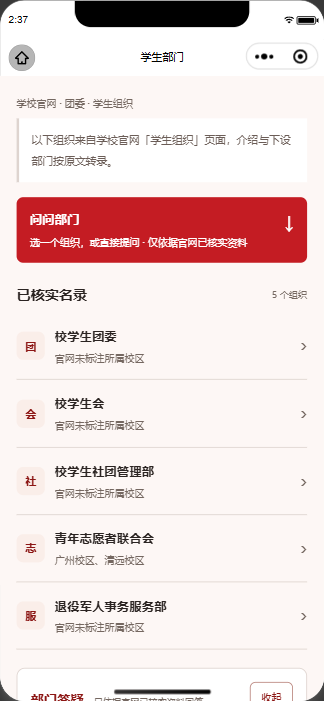 2:37
学生部门
学校官网 · 团委 · 学生组织
以下组织来自学校官网「学生组织」页面，介绍与下设
部门按原文转录。
问问部门
选一个组织，或直接提问 · 仅依据官网已核实资料
↓
已核实名录
5 个组织
团
校学生团委
官网未标注所属校区
会
校学生会
官网未标注所属校区
社
校学生社团管理部
官网未标注所属校区
志
青年志愿者联合会
广州校区、清远校区
服
退役军人事务服务部
官网未标注所属校区
部门答疑
收起